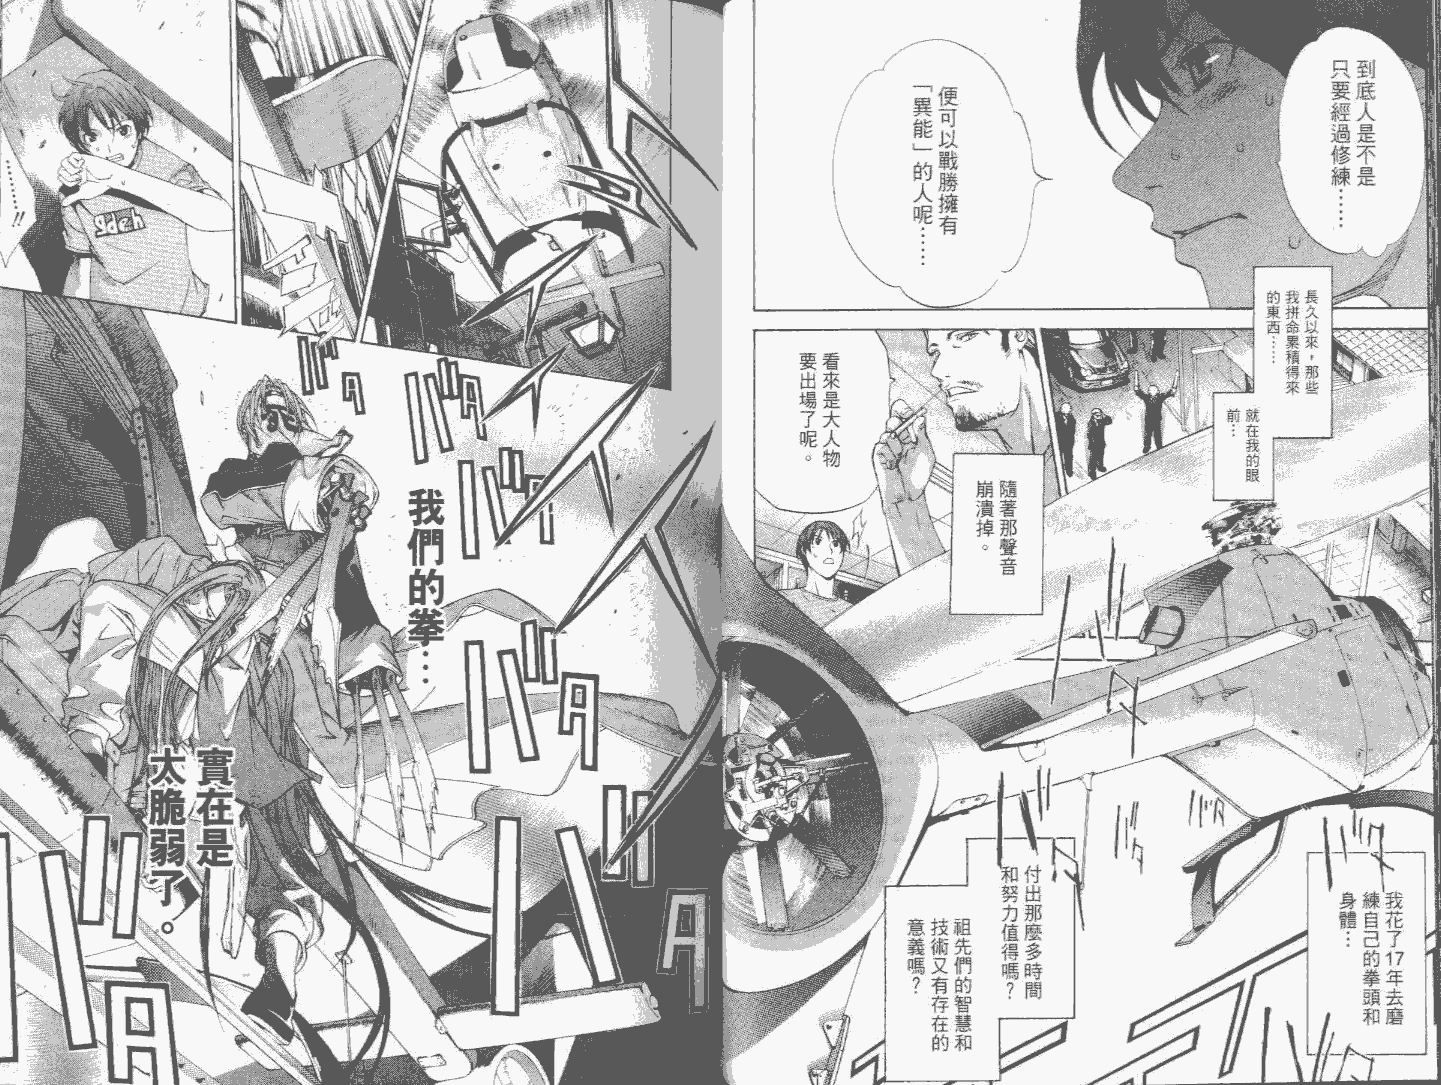 到底人是不是
只要經過修練……
便可以戰勝擁有
「異能」的人呢……
長久以來，那些
我拼命累積得來
的東西……
就在我的眼
前…
隨著那聲音
崩潰掉。
看來是大人物
要出場了呢。
我花了17年去磨
練自己的拳頭和
身體…
付出那麼多時間
和努力值得嗎？
祖先們的智慧和
技術又有存在的
意義嗎？
……!!
我們的拳…
實在是
太脆弱了。